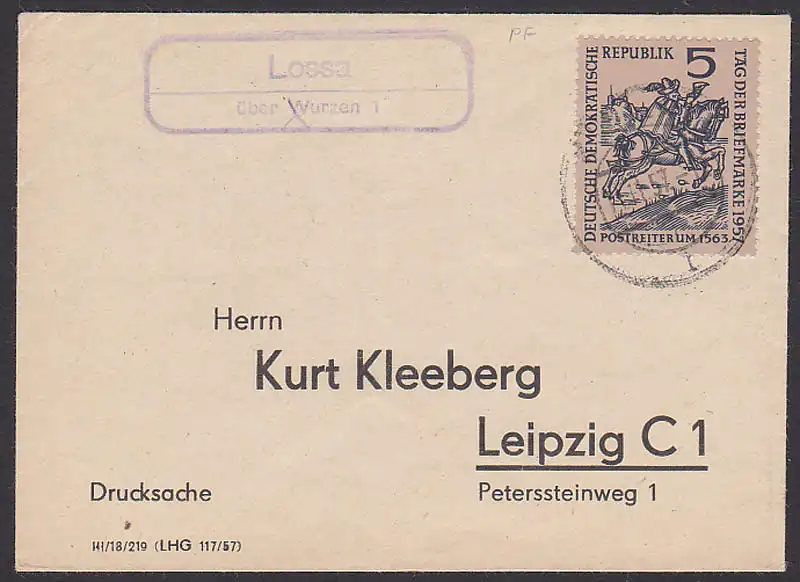 PF
Lossa
über Wurzen 1
DEUTSCHE DEMOKRATISCHE
REPUBLIK 5
TAG DER BRIEFMARKE 1957
POSTREITER UM 1563
Herrn
Kurt Kleeberg
Leipzig C 1
Peterssteinweg 1
Drucksache
III/18/219 (LHG 117/57)